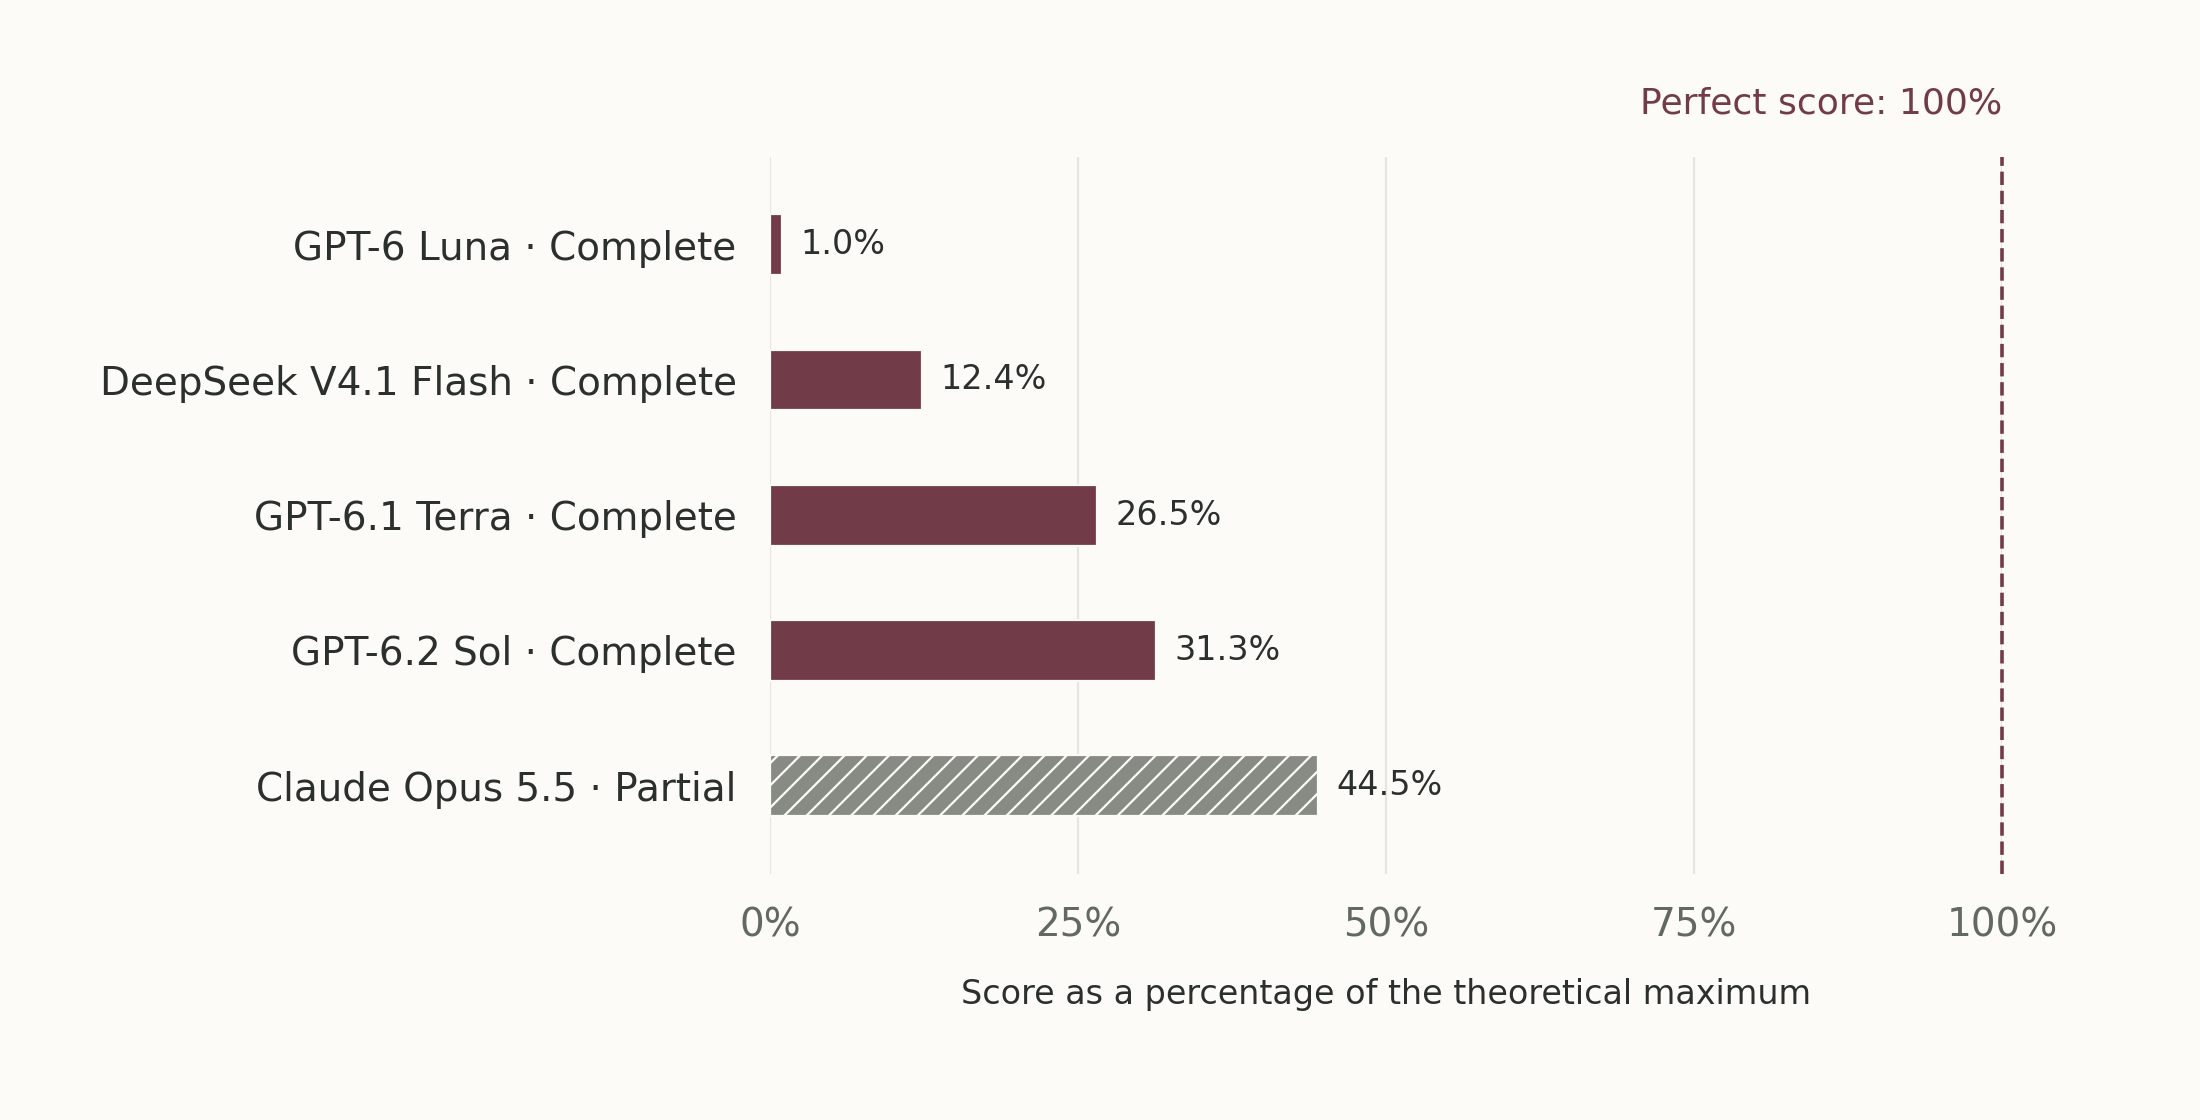 Perfect score: 100%
GPT-6 Luna · Complete 1.0%
DeepSeek V4.1 Flash · Complete 12.4%
GPT-6.1 Terra · Complete 26.5%
GPT-6.2 Sol · Complete 31.3%
Claude Opus 5.5 · Partial 44.5%
0% 25% 50% 75% 100%
Score as a percentage of the theoretical maximum